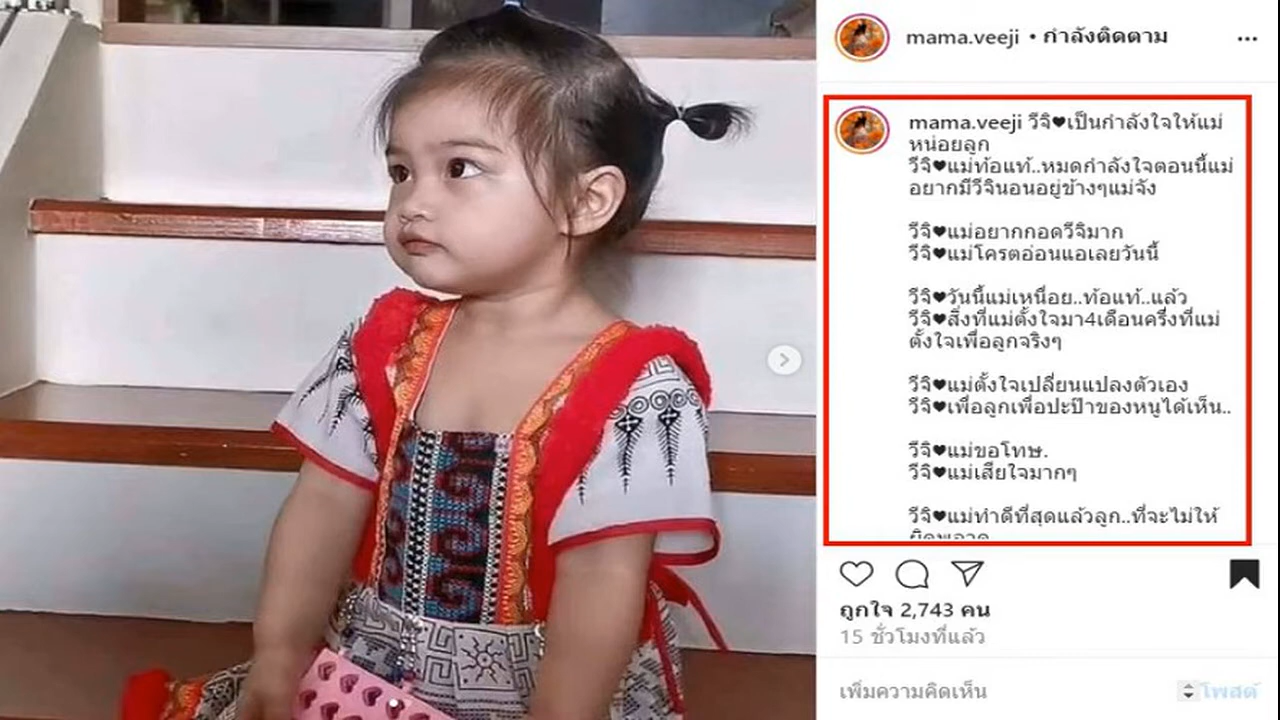 mama.veeji • กำลังติดตาม
mama.veeji วีจิ♥เป็นกำลังใจให้แม่
หน่อยลูก
วีจิ♥แม่ท้อแท้..หมดกำลังใจตอนนี้แม่
อยากมีวีจินอนอยู่ข้างๆแม่จัง
วีจิ♥แม่อยากกอดวีจิมาก
วีจิ♥แม่โครตอ่อนแอเลยวันนี้
วีจิ♥วันนี้แม่เหนื่อย..ท้อแท้..แล้ว
วีจิ♥สิ่งที่แม่ตั้งใจมา4เดือนครึ่งที่แม่
ตั้งใจเพื่อลูกจริงๆ
วีจิ♥แม่ตั้งใจเปลี่ยนแปลงตัวเอง
วีจิ♥เพื่อลูกเพื่อปะป๊าของหนูได้เห็น..
วีจิ♥แม่ขอโทษ.
วีจิ♥แม่เสียใจมากๆ
วีจิ♥แม่ทำดีที่สุดแล้วลูก..ที่จะไม่ให้
ถูกใจ 2,743 คน
15 ชั่วโมงที่แล้ว
เพิ่มความคิดเห็น
โพสต์